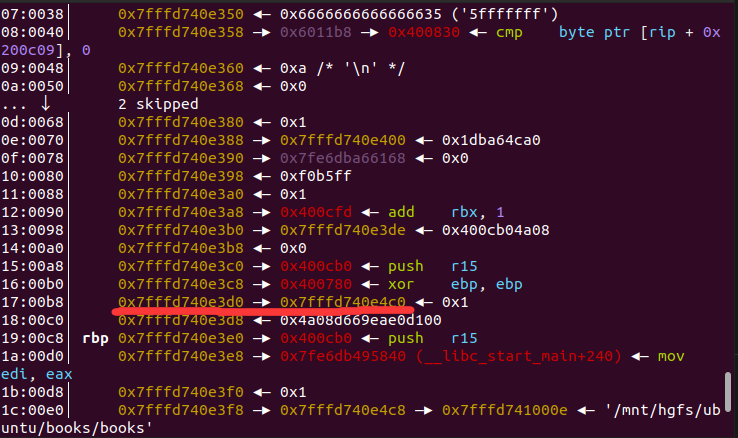 07:0038│ 0x7fffd740e350 ◂— 0x6666666666666635 ('5fffffff')
08:0040│ 0x7fffd740e358 —▸ 0x6011b8 —▸ 0x400830 ◂— cmp    byte ptr [rip + 0x
200c09], 0
09:0048│ 0x7fffd740e360 ◂— 0xa /* '\n' */
0a:0050│ 0x7fffd740e368 ◂— 0x0
... ↓ 2 skipped
0d:0068│ 0x7fffd740e380 ◂— 0x1
0e:0070│ 0x7fffd740e388 —▸ 0x7fffd740e400 ◂— 0x1dba64ca0
0f:0078│ 0x7fffd740e390 —▸ 0x7fe6dba66168 ◂— 0x0
10:0080│ 0x7fffd740e398 ◂— 0xf0b5ff
11:0088│ 0x7fffd740e3a0 ◂— 0x1
12:0090│ 0x7fffd740e3a8 —▸ 0x400cfd ◂— add    rbx, 1
13:0098│ 0x7fffd740e3b0 —▸ 0x7fffd740e3de ◂— 0x400cb04a08
14:00a0│ 0x7fffd740e3b8 ◂— 0x0
15:00a8│ 0x7fffd740e3c0 —▸ 0x400cb0 ◂— push   r15
16:00b0│ 0x7fffd740e3c8 —▸ 0x400780 ◂— xor    ebp, ebp
17:00b8│ 0x7fffd740e3d0 —▸ 0x7fffd740e4c0 ◂— 0x1
18:00c0│ 0x7fffd740e3d8 ◂— 0x4a08d669eae0d100
19:00c8│ rbp 0x7fffd740e3e0 —▸ 0x400cb0 ◂— push   r15
1a:00d0│ 0x7fffd740e3e8 —▸ 0x7fe6db495840 (__libc_start_main+240) ◂— mov
edi, eax
1b:00d8│ 0x7fffd740e3f0 ◂— 0x1
1c:00e0│ 0x7fffd740e3f8 —▸ 0x7fffd740e4c8 —▸ 0x7fffd741000e ◂— '/mnt/hgfs/ub
untu/books/books'